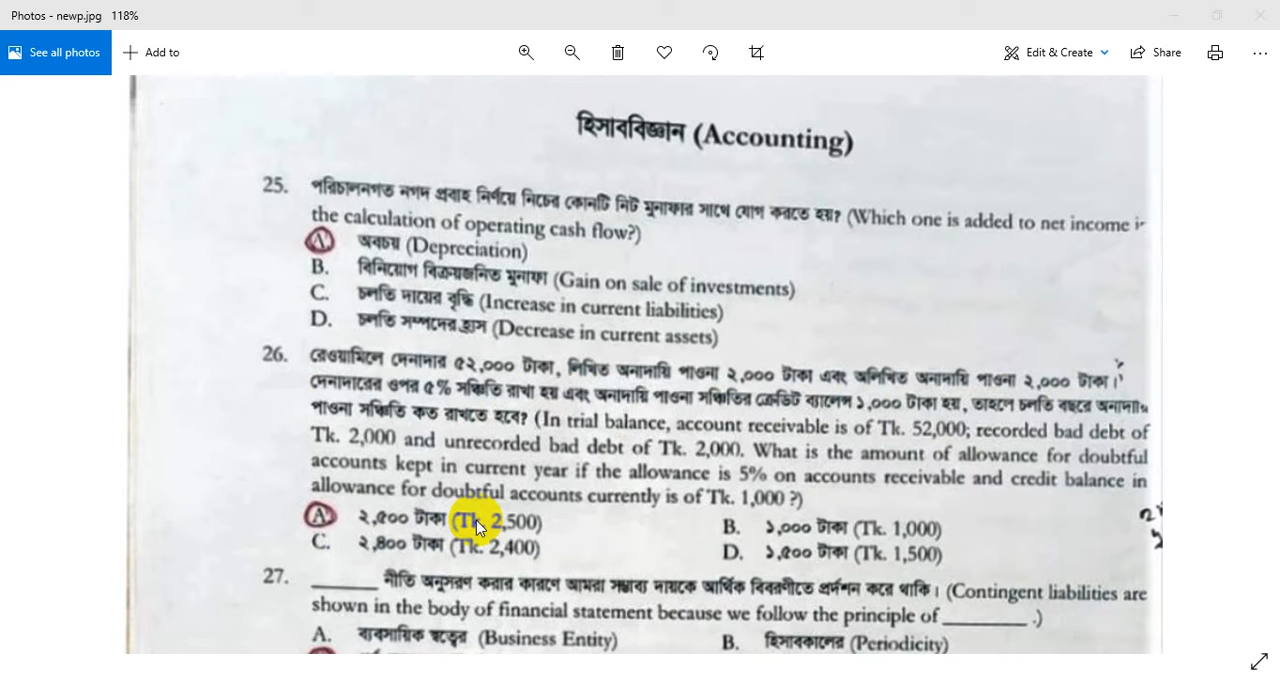 Photos - newp.jpg 118%
See all photos
Add to
Edit & Create
Share
হিসাববিজ্ঞান (Accounting)
25. পরিচালনগত নগদ প্রবাহ নির্ণয়ে নিচের কোনটি নিট মুনাফার সাথে যোগ করতে হয়? (Which one is added to net income
the calculation of operating cash flow?)
A অবচয় (Depreciation)
B. বিনিয়োগ বিক্রয়জনিত মুনাফা (Gain on sale of investments)
C. চলতি দায়ের বৃদ্ধি (Increase in current liabilities)
D. চলতি সম্পদের হ্রাস (Decrease in current assets)
26. রেওয়ামিলে দেনাদার ৫২,০০০ টাকা, লিখিত অনাদায়ি পাওনা ২,০০০ টাকা এবং অলিখিত অনাদায়ি পাওনা ২,০০০ টাকা।
দেনাদারের ওপর ৫% সঞ্চিতি রাখা হয় এবং অনাদায়ি পাওনা সঞ্চিতির ক্রেডিট ব্যালেন্স ১,০০০ টাকা হয়, তাহলে চলতি বছরে
পাওনা সঞ্চিতি কত রাখতে হবে? (In trial balance, account receivable is of Tk. 52,000; recorded bad debt of
Tk. 2,000 and unrecorded bad debt of Tk. 2,000. What is the amount of allowance for doubtful
accounts kept in current year if the allowance is 5% on accounts receivable and credit balance in
allowance for doubtful accounts currently is of Tk. 1,000 ?)
A ২,৫০০ টাকা (Tk. 2,500) B. ১,০০০ টাকা (Tk. 1,000)
C. ২,৪০০ টাকা (Tk. 2,400) D. ১,৫০০ টাকা (Tk. 1,500)
27. ________ নীতি অনুসরণ করার কারণে আমরা সম্ভাব্য দায়কে আর্থিক বিবরণীতে প্রর্দশন করে থাকি। (Contingent liabilities are
shown in the body of financial statement because we follow the principle of _________ .)
A. ব্যবসায়িক স্বত্বের (Business Entity) B. হিসাবকালের (Periodicity)